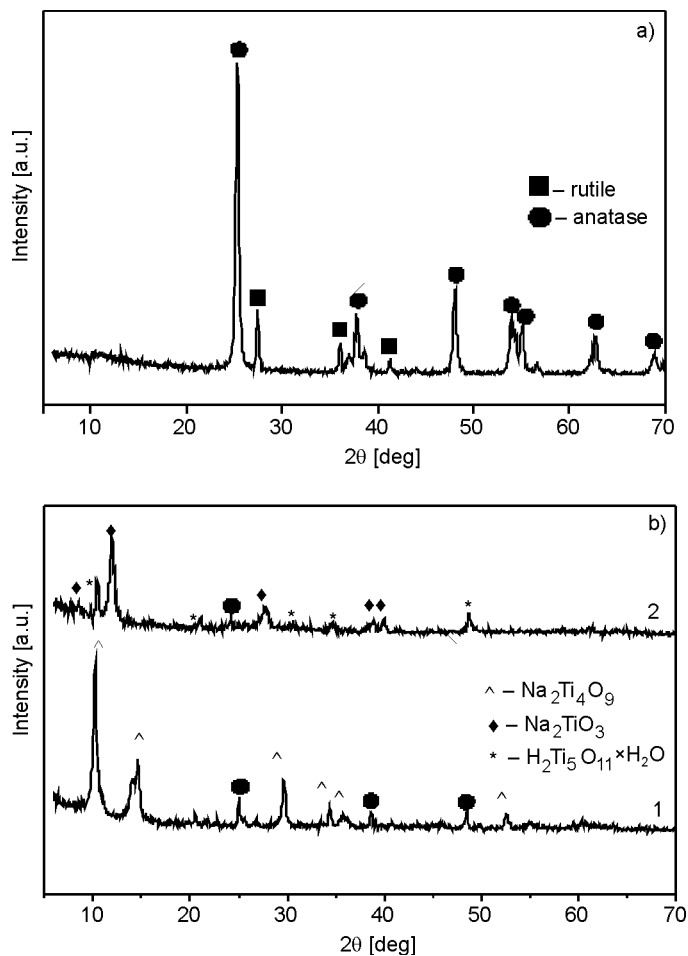 a)
Intensity [a.u.]
■ – rutile
● – anatase
10 20 30 40 50 60 70
2θ [deg]
b)
Intensity [a.u.]
2
^ – Na₂Ti₄O₉
♦ – Na₂TiO₃
* – H₂Ti₅O₁₁×H₂O
1
10 20 30 40 50 60 70
2θ [deg]